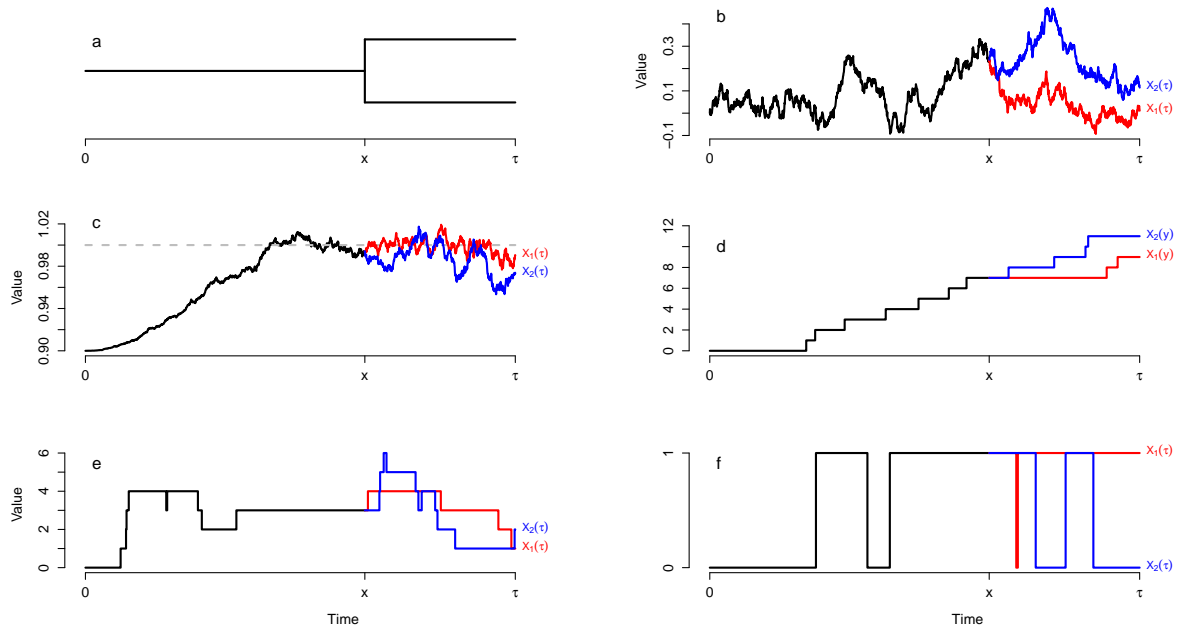 a
0
x
τ
b
Value
0.3
0.1
−0.1
X₂(τ)
X₁(τ)
0
x
τ
c
Value
1.02
0.98
0.94
0.90
X₁(τ)
X₂(τ)
0
x
τ
d
12
10
8
6
4
2
0
X₂(y)
X₁(y)
0
x
τ
e
Value
6
4
2
0
X₂(τ)
X₁(τ)
0
x
τ
Time
f
1
0
X₁(τ)
X₂(τ)
0
x
τ
Time